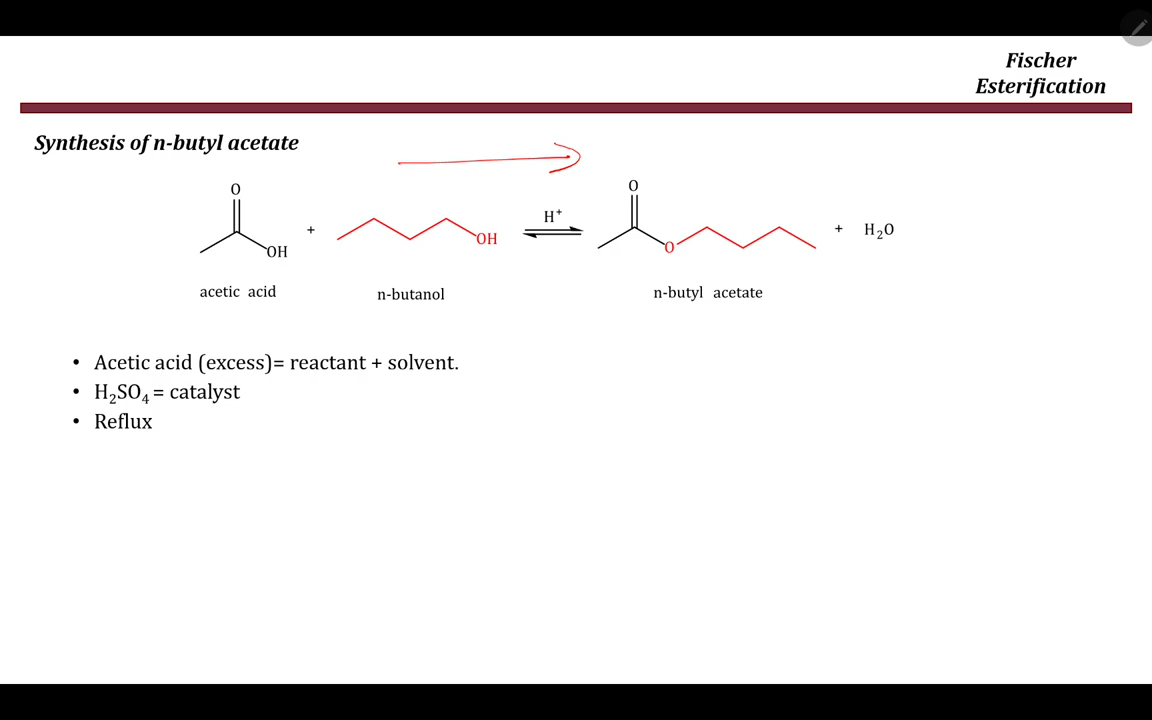 Fischer
Esterification
Synthesis of n-butyl acetate
O
OH
+
OH
H⁺
O
O
+
H₂O
acetic acid
n-butanol
n-butyl acetate
• Acetic acid (excess)= reactant + solvent.
• H₂SO₄ = catalyst
• Reflux